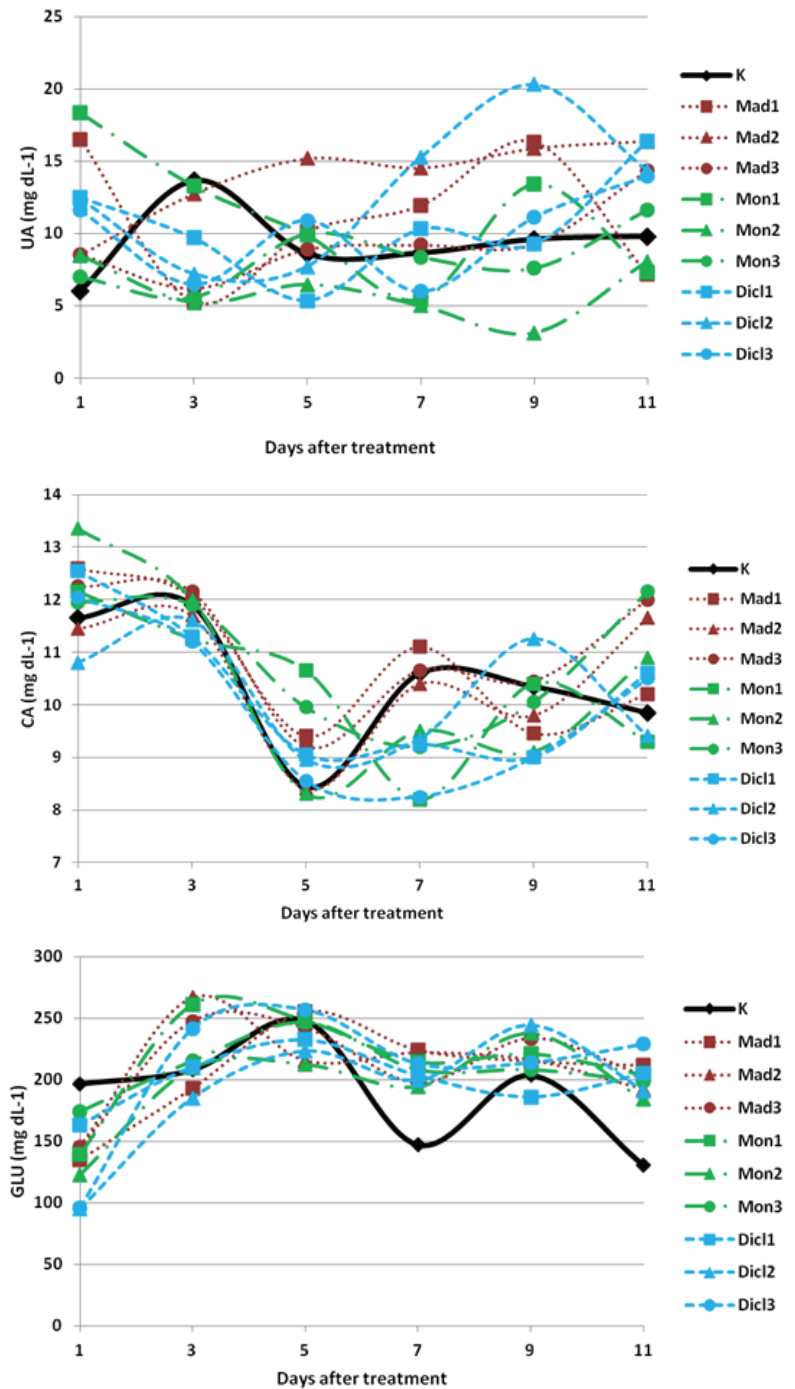 25
20
15
10
5
0
UA (mg dL-1)
1 3 5 7 9 11
Days after treatment
K
Mad1
Mad2
Mad3
Mon1
Mon2
Mon3
Dicl1
Dicl2
Dicl3
14
13
12
11
10
9
8
7
CA (mg dL-1)
1 3 5 7 9 11
Days after treatment
K
Mad1
Mad2
Mad3
Mon1
Mon2
Mon3
Dicl1
Dicl2
Dicl3
300
250
200
150
100
50
0
GLU (mg dL-1)
1 3 5 7 9 11
Days after treatment
K
Mad1
Mad2
Mad3
Mon1
Mon2
Mon3
Dicl1
Dicl2
Dicl3